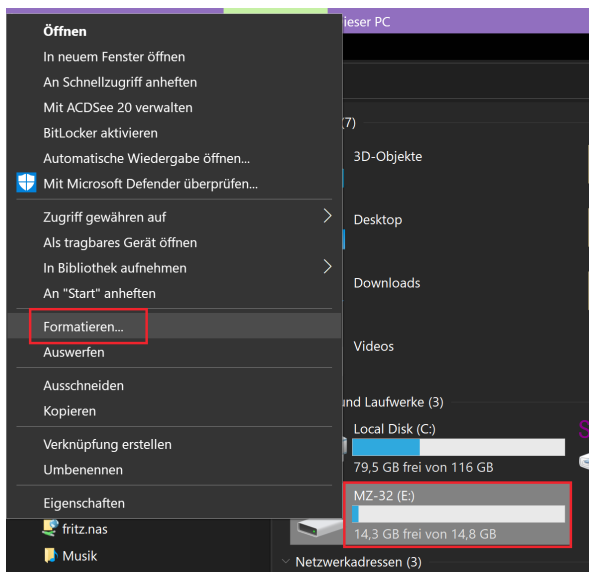 ieser PC
Öffnen
In neuem Fenster öffnen
An Schnellzugriff anheften
Mit ACDSee 20 verwalten
BitLocker aktivieren
Automatische Wiedergabe öffnen...
Mit Microsoft Defender überprüfen...
Zugriff gewähren auf
Als tragbares Gerät öffnen
In Bibliothek aufnehmen
An "Start" anheften
Formatieren...
Auswerfen
Ausschneiden
Kopieren
Verknüpfung erstellen
Umbenennen
Eigenschaften
fritz.nas
Musik
(7)
3D-Objekte
Desktop
Downloads
Videos
und Laufwerke (3)
Local Disk (C:)
79,5 GB frei von 116 GB
MZ-32 (E:)
14,3 GB frei von 14,8 GB
Netzwerkadressen (3)
S